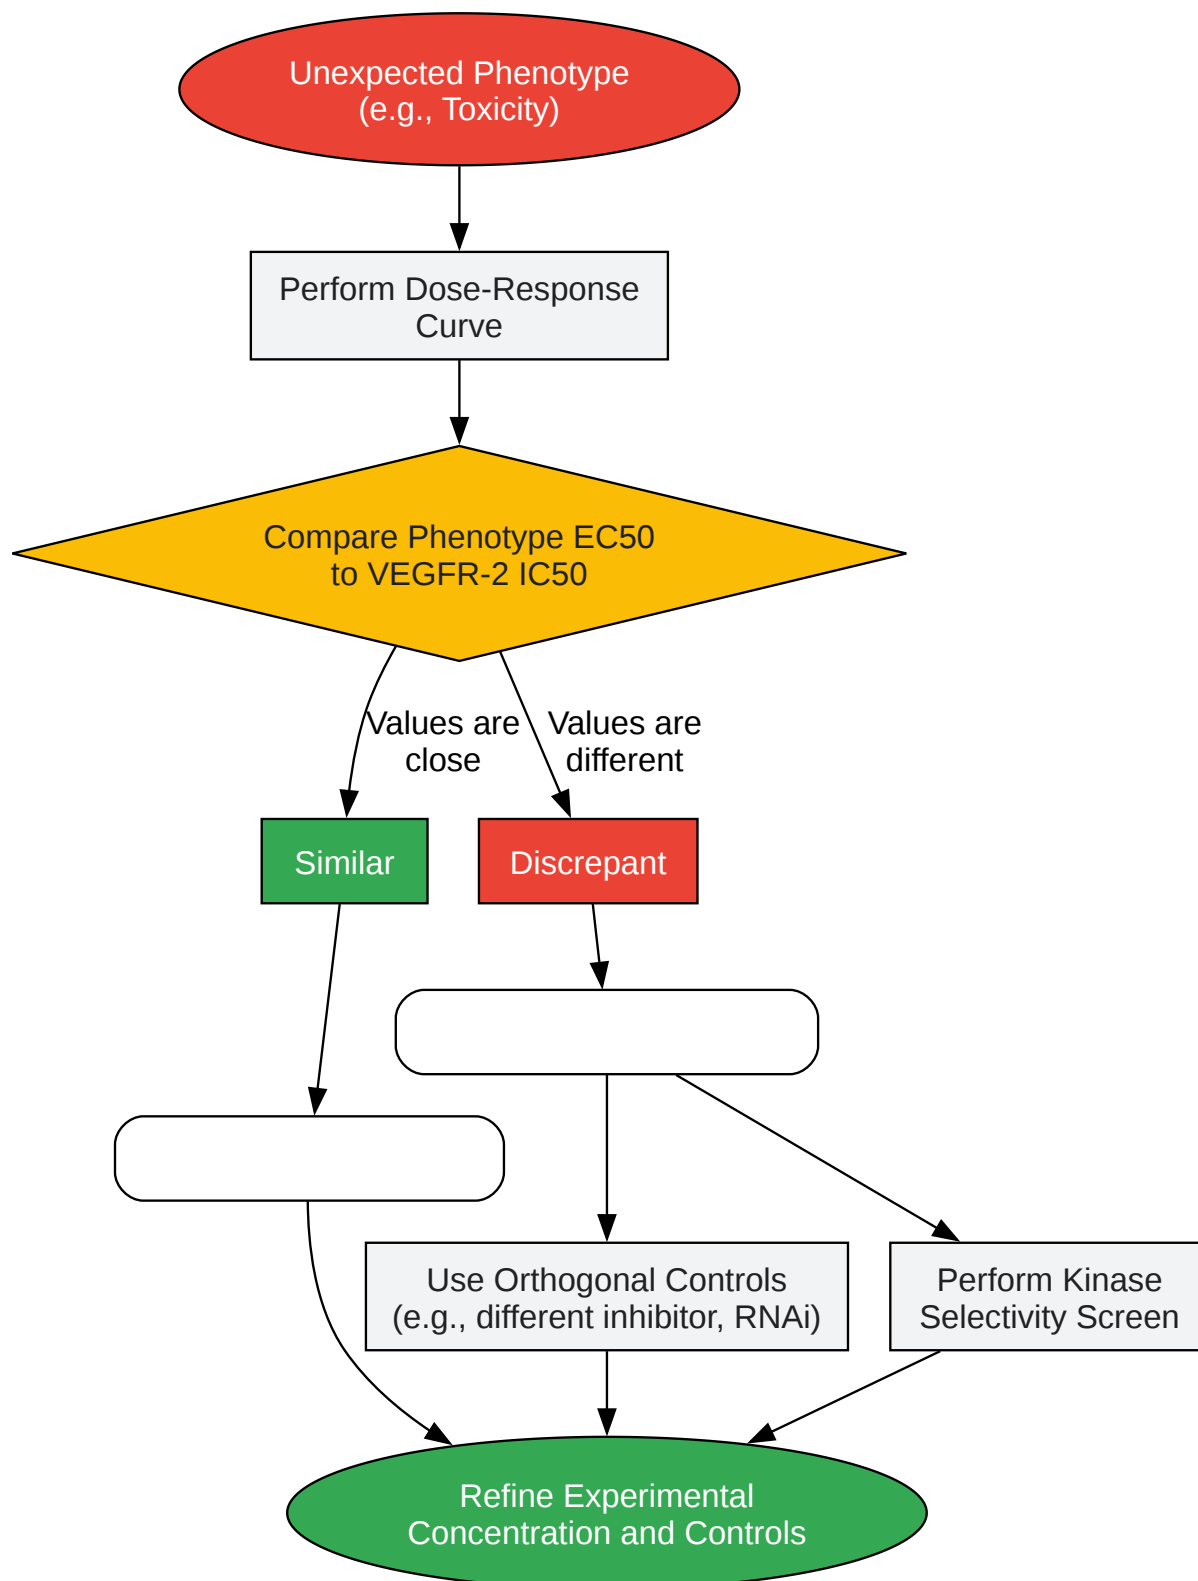 Unexpected Phenotype
(e.g., Toxicity)
Perform Dose-Response
Curve
Compare Phenotype EC50
to VEGFR-2 IC50
Values are
close
Values are
different
Similar
Discrepant
Use Orthogonal Controls
(e.g., different inhibitor, RNAi)
Perform Kinase
Selectivity Screen
Refine Experimental
Concentration and Controls